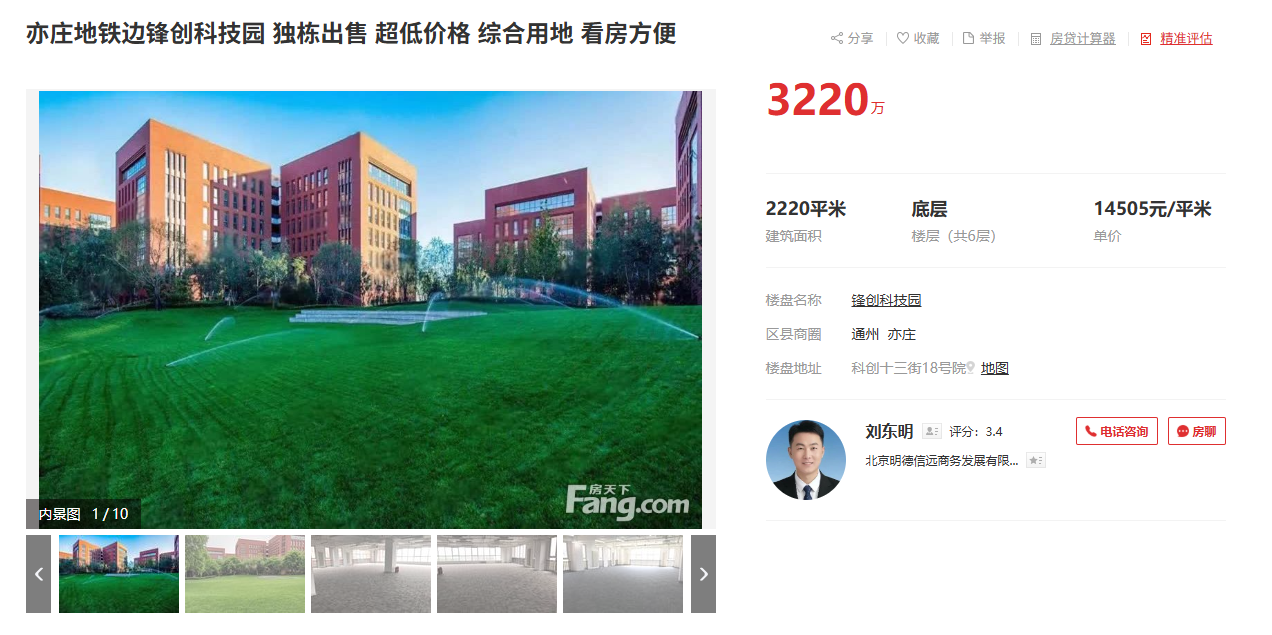 亦庄地铁边锋创科技园 独栋出售 超低价格 综合用地 看房方便
分享
收藏
举报
房贷计算器
精准评估
3220万
2220平米
底层
14505元/平米
建筑面积
楼层（共6层）
单价
楼盘名称 锋创科技园
区县商圈 通州 亦庄
楼盘地址 科创十三街18号院 地图
刘东明 评分：3.4
电话咨询
房聊
北京明德信远商务发展有限...
房天下
Fang.com
内景图 1 / 10